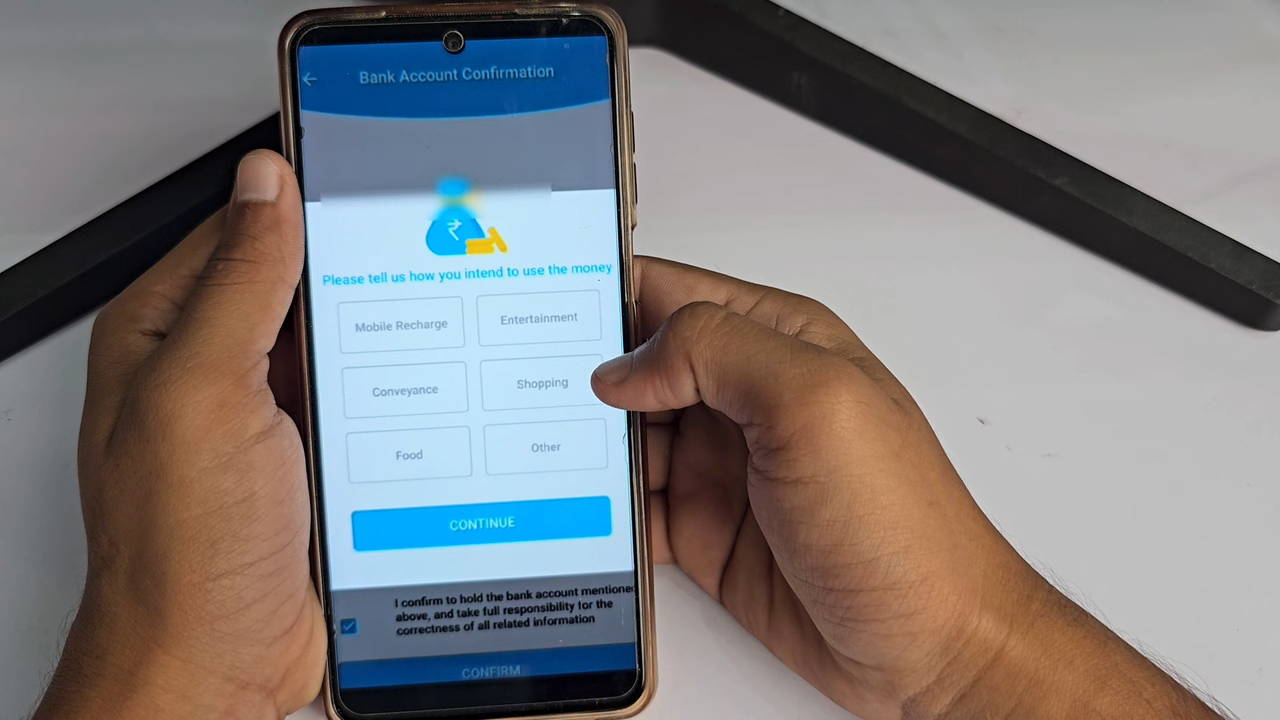 Bank Account Confirmation
₹
Please tell us how you intend to use the money
Mobile Recharge
Entertainment
Conveyance
Shopping
Food
Other
CONTINUE
I confirm to hold the bank account mentione
above, and take full responsibility for the
correctness of all related information
CONFIRM